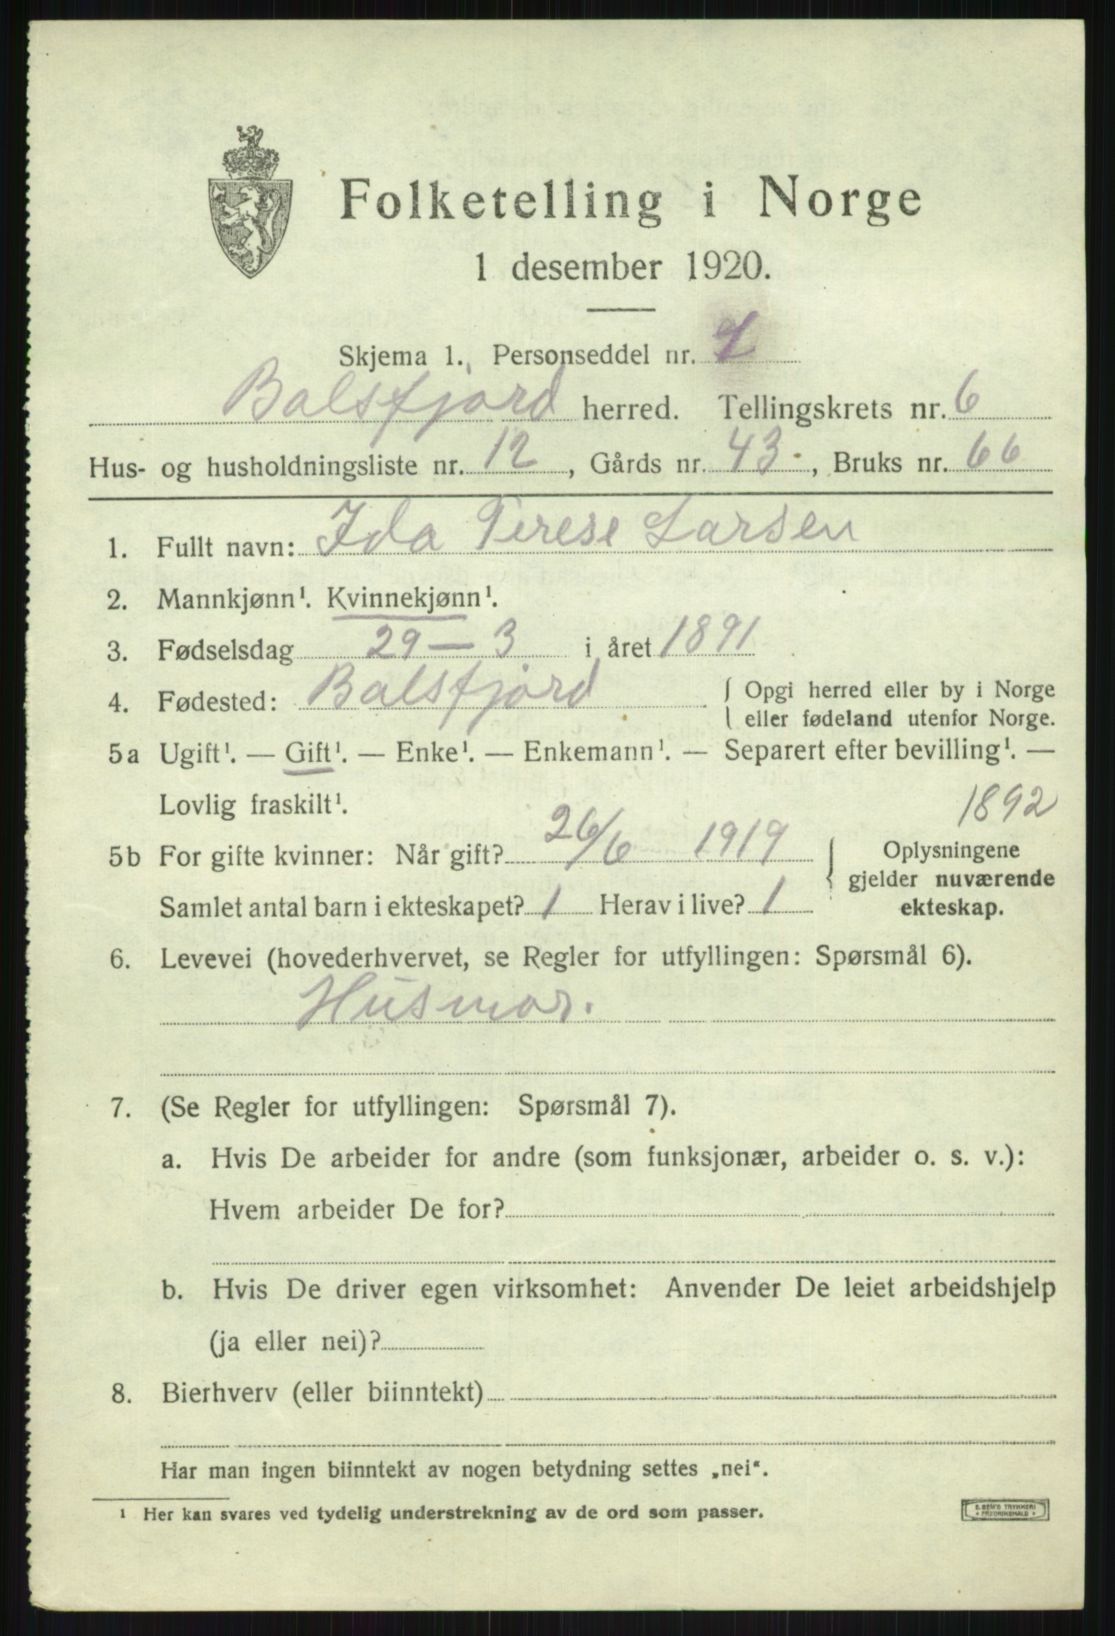 Folketelling i Norge
1 desember 1920.
Skjema 1. Personseddel nr. 2
Balsfjord herred. Tellingskrets nr. 6
Hus- og husholdningsliste nr. 12, Gårds nr. 43, Bruks nr. 66
1. Fullt navn: Ida Terese Larsen
2. Mannkjønn¹. Kvinnekjønn¹.
3. Fødselsdag 29 — 3 i året 1891
4. Fødested: Balsfjord { Opgi herred eller by i Norge
eller fødeland utenfor Norge.
5a Ugift¹. — Gift¹. — Enke¹. — Enkemann¹. — Separert efter bevilling¹. —
Lovlig fraskilt¹. 1892
5b For gifte kvinner: Når gift? 26/6 1919 { Oplysningene
gjelder nuværende
Samlet antal barn i ekteskapet? 1 Herav i live? 1 ekteskap.
6. Levevei (hovederhvervet, se Regler for utfyllingen: Spørsmål 6).
Husmor.
7. (Se Regler for utfyllingen: Spørsmål 7).
a. Hvis De arbeider for andre (som funksjonær, arbeider o. s. v.):
Hvem arbeider De for?
b. Hvis De driver egen virksomhet: Anvender De leiet arbeidshjelp
(ja eller nei)?
8. Bierhverv (eller biinntekt)
Har man ingen biinntekt av nogen betydning settes „nei“.
¹ Her kan svares ved tydelig understrekning av de ord som passer.
E. SEM'S TRYKKERI
• FREDRIKSHALD •